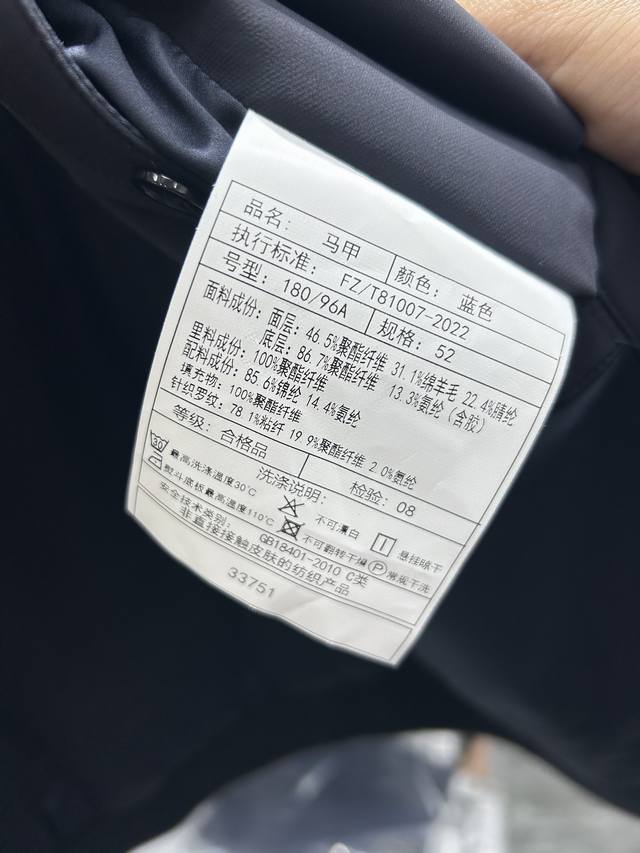 品名： 马甲 颜色： 蓝色
执行标准： FZ/T81007-2022
号型： 180/96A 规格： 52
面料成份： 面层： 46.5%聚酯纤维 31.1%绵羊毛 22.4%腈纶
底层： 86.7%聚酯纤维 13.3%氨纶（含胶）
里料成份： 100%聚酯纤维
配料成份： 85.6%锦纶 14.4%氨纶
填充物： 100%聚酯纤维
针织罗纹： 78.1%粘纤 19.9%聚酯纤维 2.0%氨纶
等级： 合格品 检验： 08
洗涤说明：
30 最高洗涤温度30℃ 不可漂白 悬挂晾干
熨斗底板最高温度110℃ 不可翻转干燥 P 常规干洗
安全技术类别： GB18401-2010 C类
非直接接触皮肤的纺织产品
33751